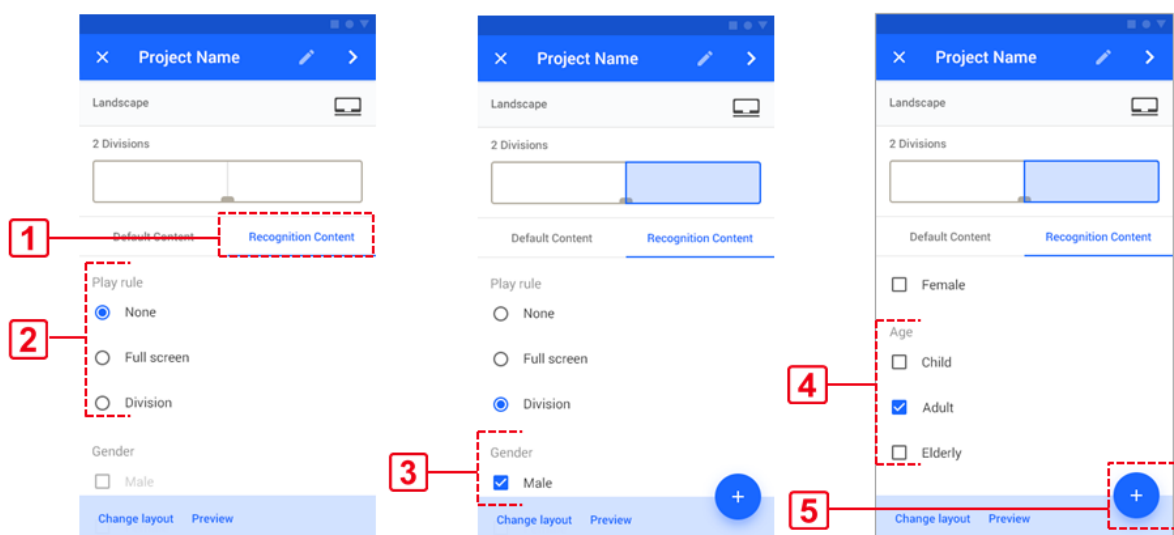 Project Name
Landscape
2 Divisions
1
Default Content Recognition Content
Play rule
2
None
Full screen
Division
Gender
Male
Change layout Preview
Project Name
Landscape
2 Divisions
Default Content Recognition Content
Play rule
None
Full screen
Division
3
Gender
Male
+
Change layout Preview
Project Name
Landscape
2 Divisions
Default Content Recognition Content
Female
4
Age
Child
Adult
Elderly
5
+
Change layout Preview